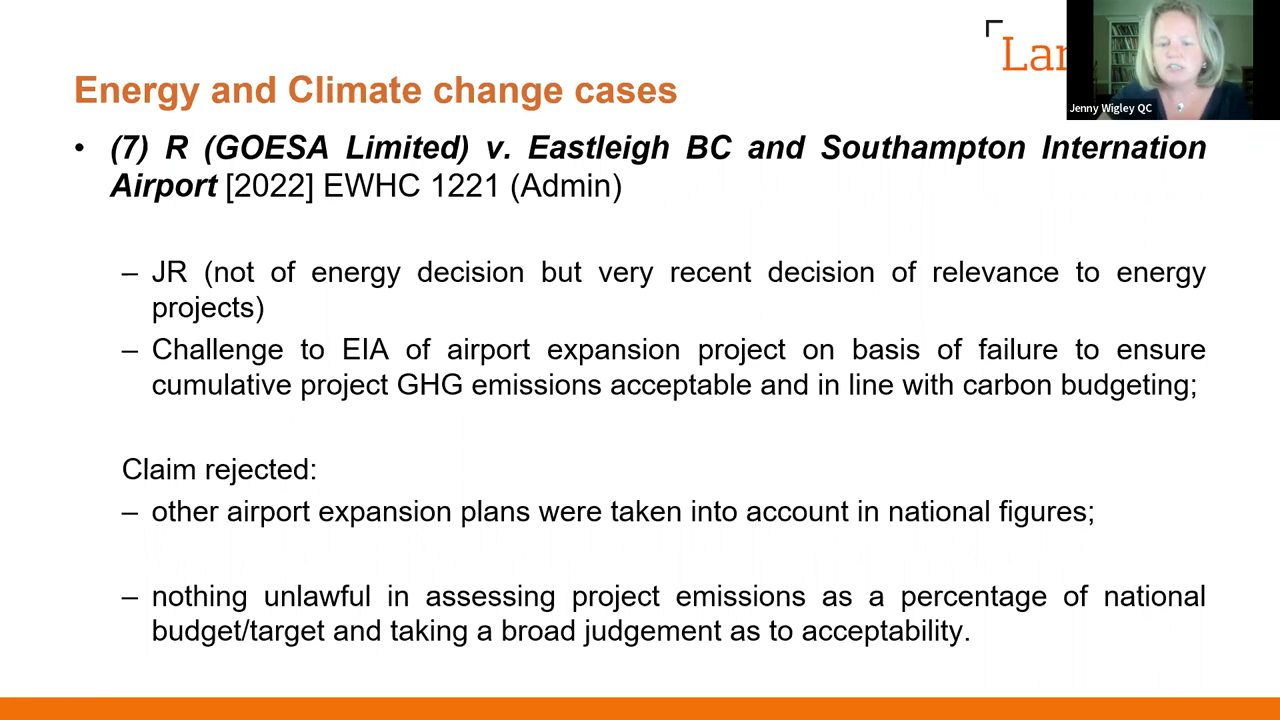 Lan
Jenny Wigley QC
Energy and Climate change cases
• (7) R (GOESA Limited) v. Eastleigh BC and Southampton Internation
Airport [2022] EWHC 1221 (Admin)
– JR (not of energy decision but very recent decision of relevance to energy
projects)
– Challenge to EIA of airport expansion project on basis of failure to ensure
cumulative project GHG emissions acceptable and in line with carbon budgeting;
Claim rejected:
– other airport expansion plans were taken into account in national figures;
– nothing unlawful in assessing project emissions as a percentage of national
budget/target and taking a broad judgement as to acceptability.